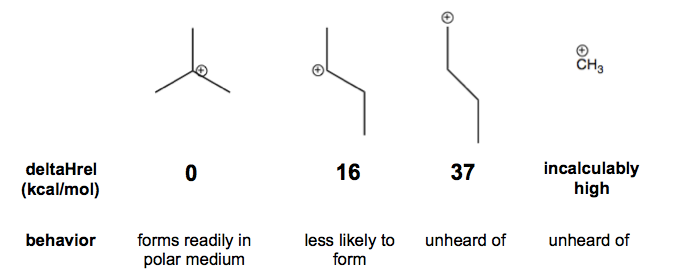 ⊕
⊕
⊕
⊕
CH3
deltaHrel
(kcal/mol)
0
16
37
incalculably
high
behavior
forms readily in
polar medium
less likely to
form
unheard of
unheard of